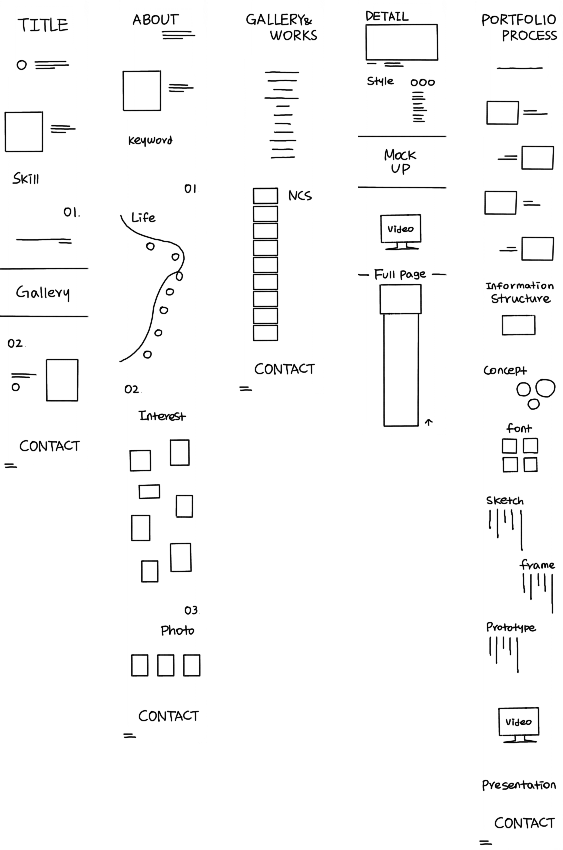 TITLE
Skill
01.
Gallery
02
CONTACT
ABOUT
Keyword
01
Life
02.
Interest
03
Photo
CONTACT
GALLERY&
WORKS
NCS
CONTACT
DETAIL
Style
MOCK
UP
Video
Full Page
PORTFOLIO
PROCESS
Information
Structure
Concept
font
Sketch
frame
Prototype
Video
Presentation
CONTACT